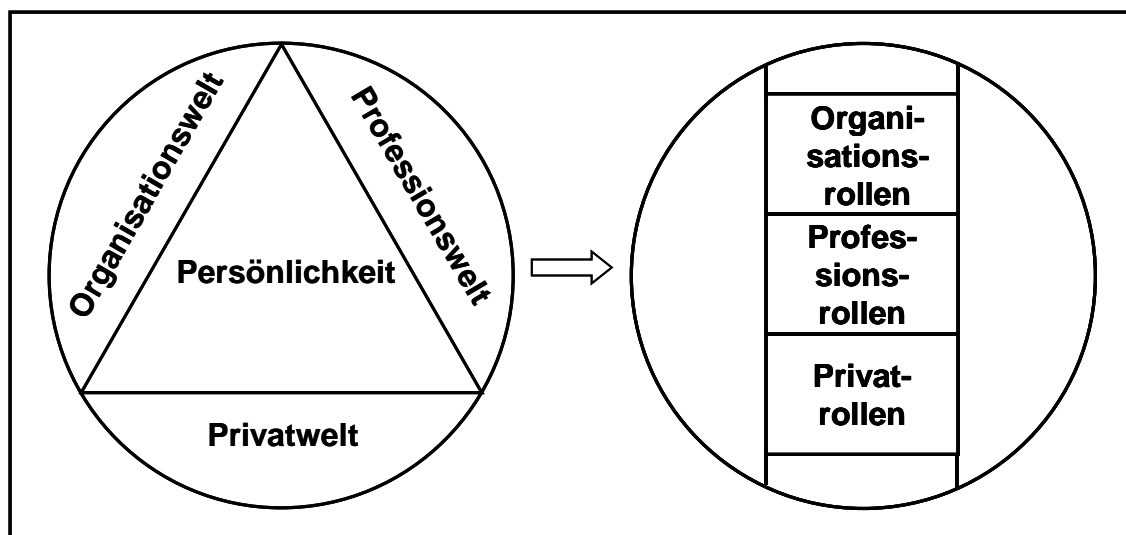 Organisationswelt
Professionswelt
Persönlichkeit
Privatwelt
Organi-
sations-
rollen
Profes-
sions-
rollen
Privat-
rollen